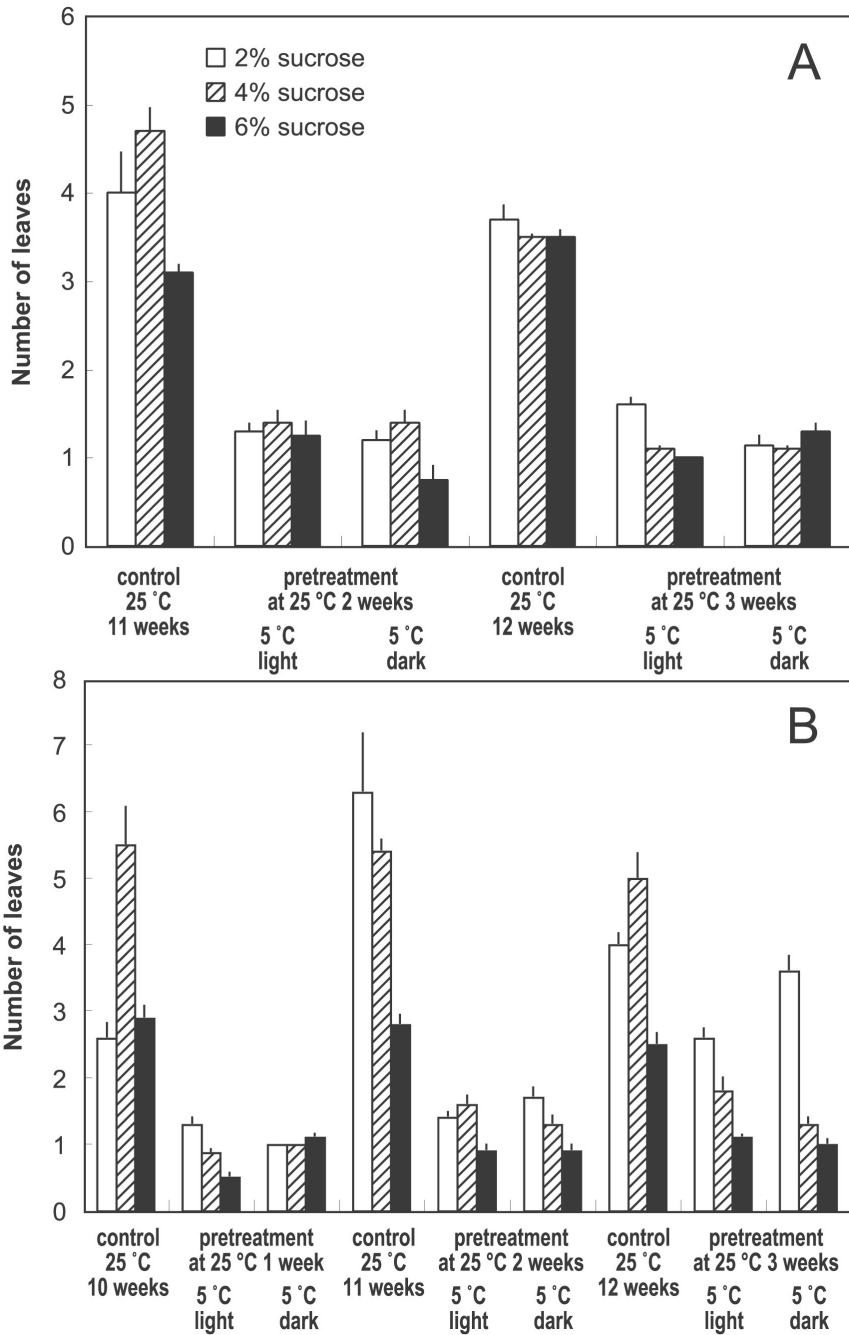 6
5
4
3
2
1
0
Number of leaves
2% sucrose
4% sucrose
6% sucrose
A
control
25 ˚C
11 weeks
pretreatment
at 25 °C 2 weeks
5 ˚C
light
5 ˚C
dark
control
25 ˚C
12 weeks
pretreatment
at 25 °C 3 weeks
5 ˚C
light
5 ˚C
dark
8
7
6
5
4
3
2
1
0
Number of leaves
B
control
25 ˚C
10 weeks
pretreatment
at 25 °C 1 week
5 ˚C
light
5 ˚C
dark
control
25 ˚C
11 weeks
pretreatment
at 25 °C 2 weeks
5 ˚C
light
5 ˚C
dark
control
25 ˚C
12 weeks
pretreatment
at 25 °C 3 weeks
5 ˚C
light
5 ˚C
dark